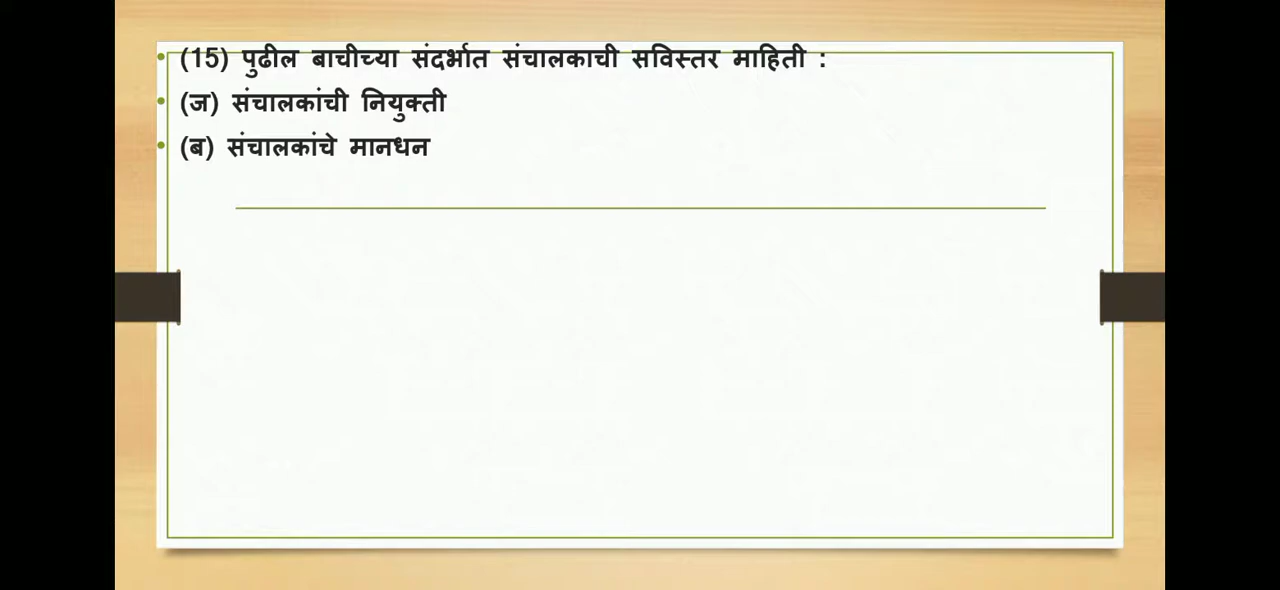 (15) पुढील बाचीच्या संदर्भात संचालकाची सविस्तर माहिती :
(ज) संचालकांची नियुक्ती
(ब) संचालकांचे मानधन